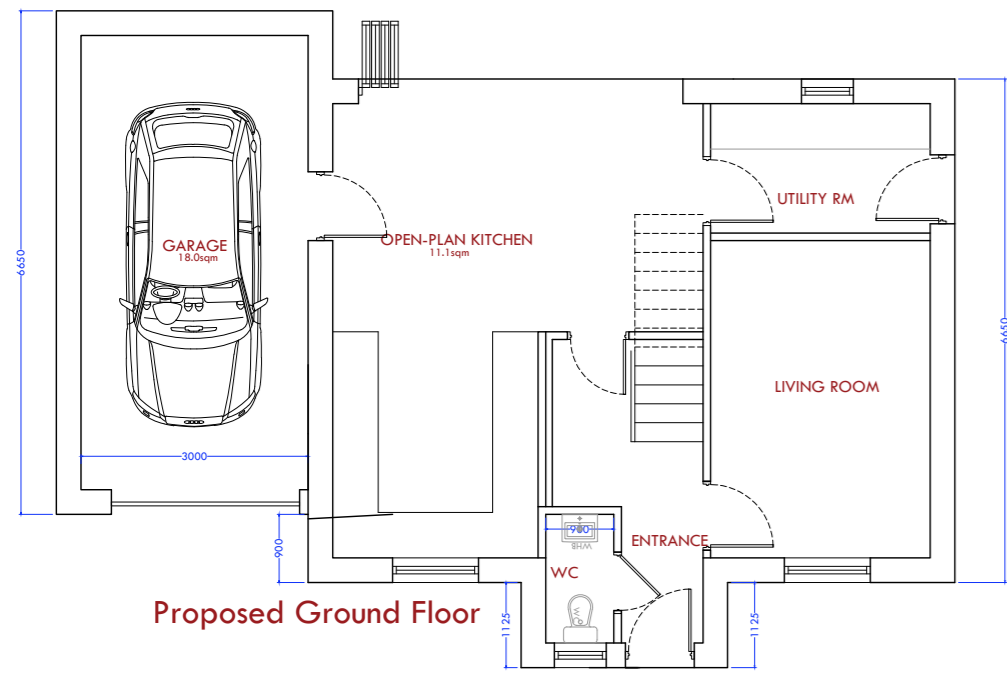 6650
GARAGE
18.0sqm
OPEN-PLAN KITCHEN
11.1sqm
UTILITY RM
6650
LIVING ROOM
3000
900
900
WHB
ENTRANCE
WC
WC
Proposed Ground Floor
1125
1125